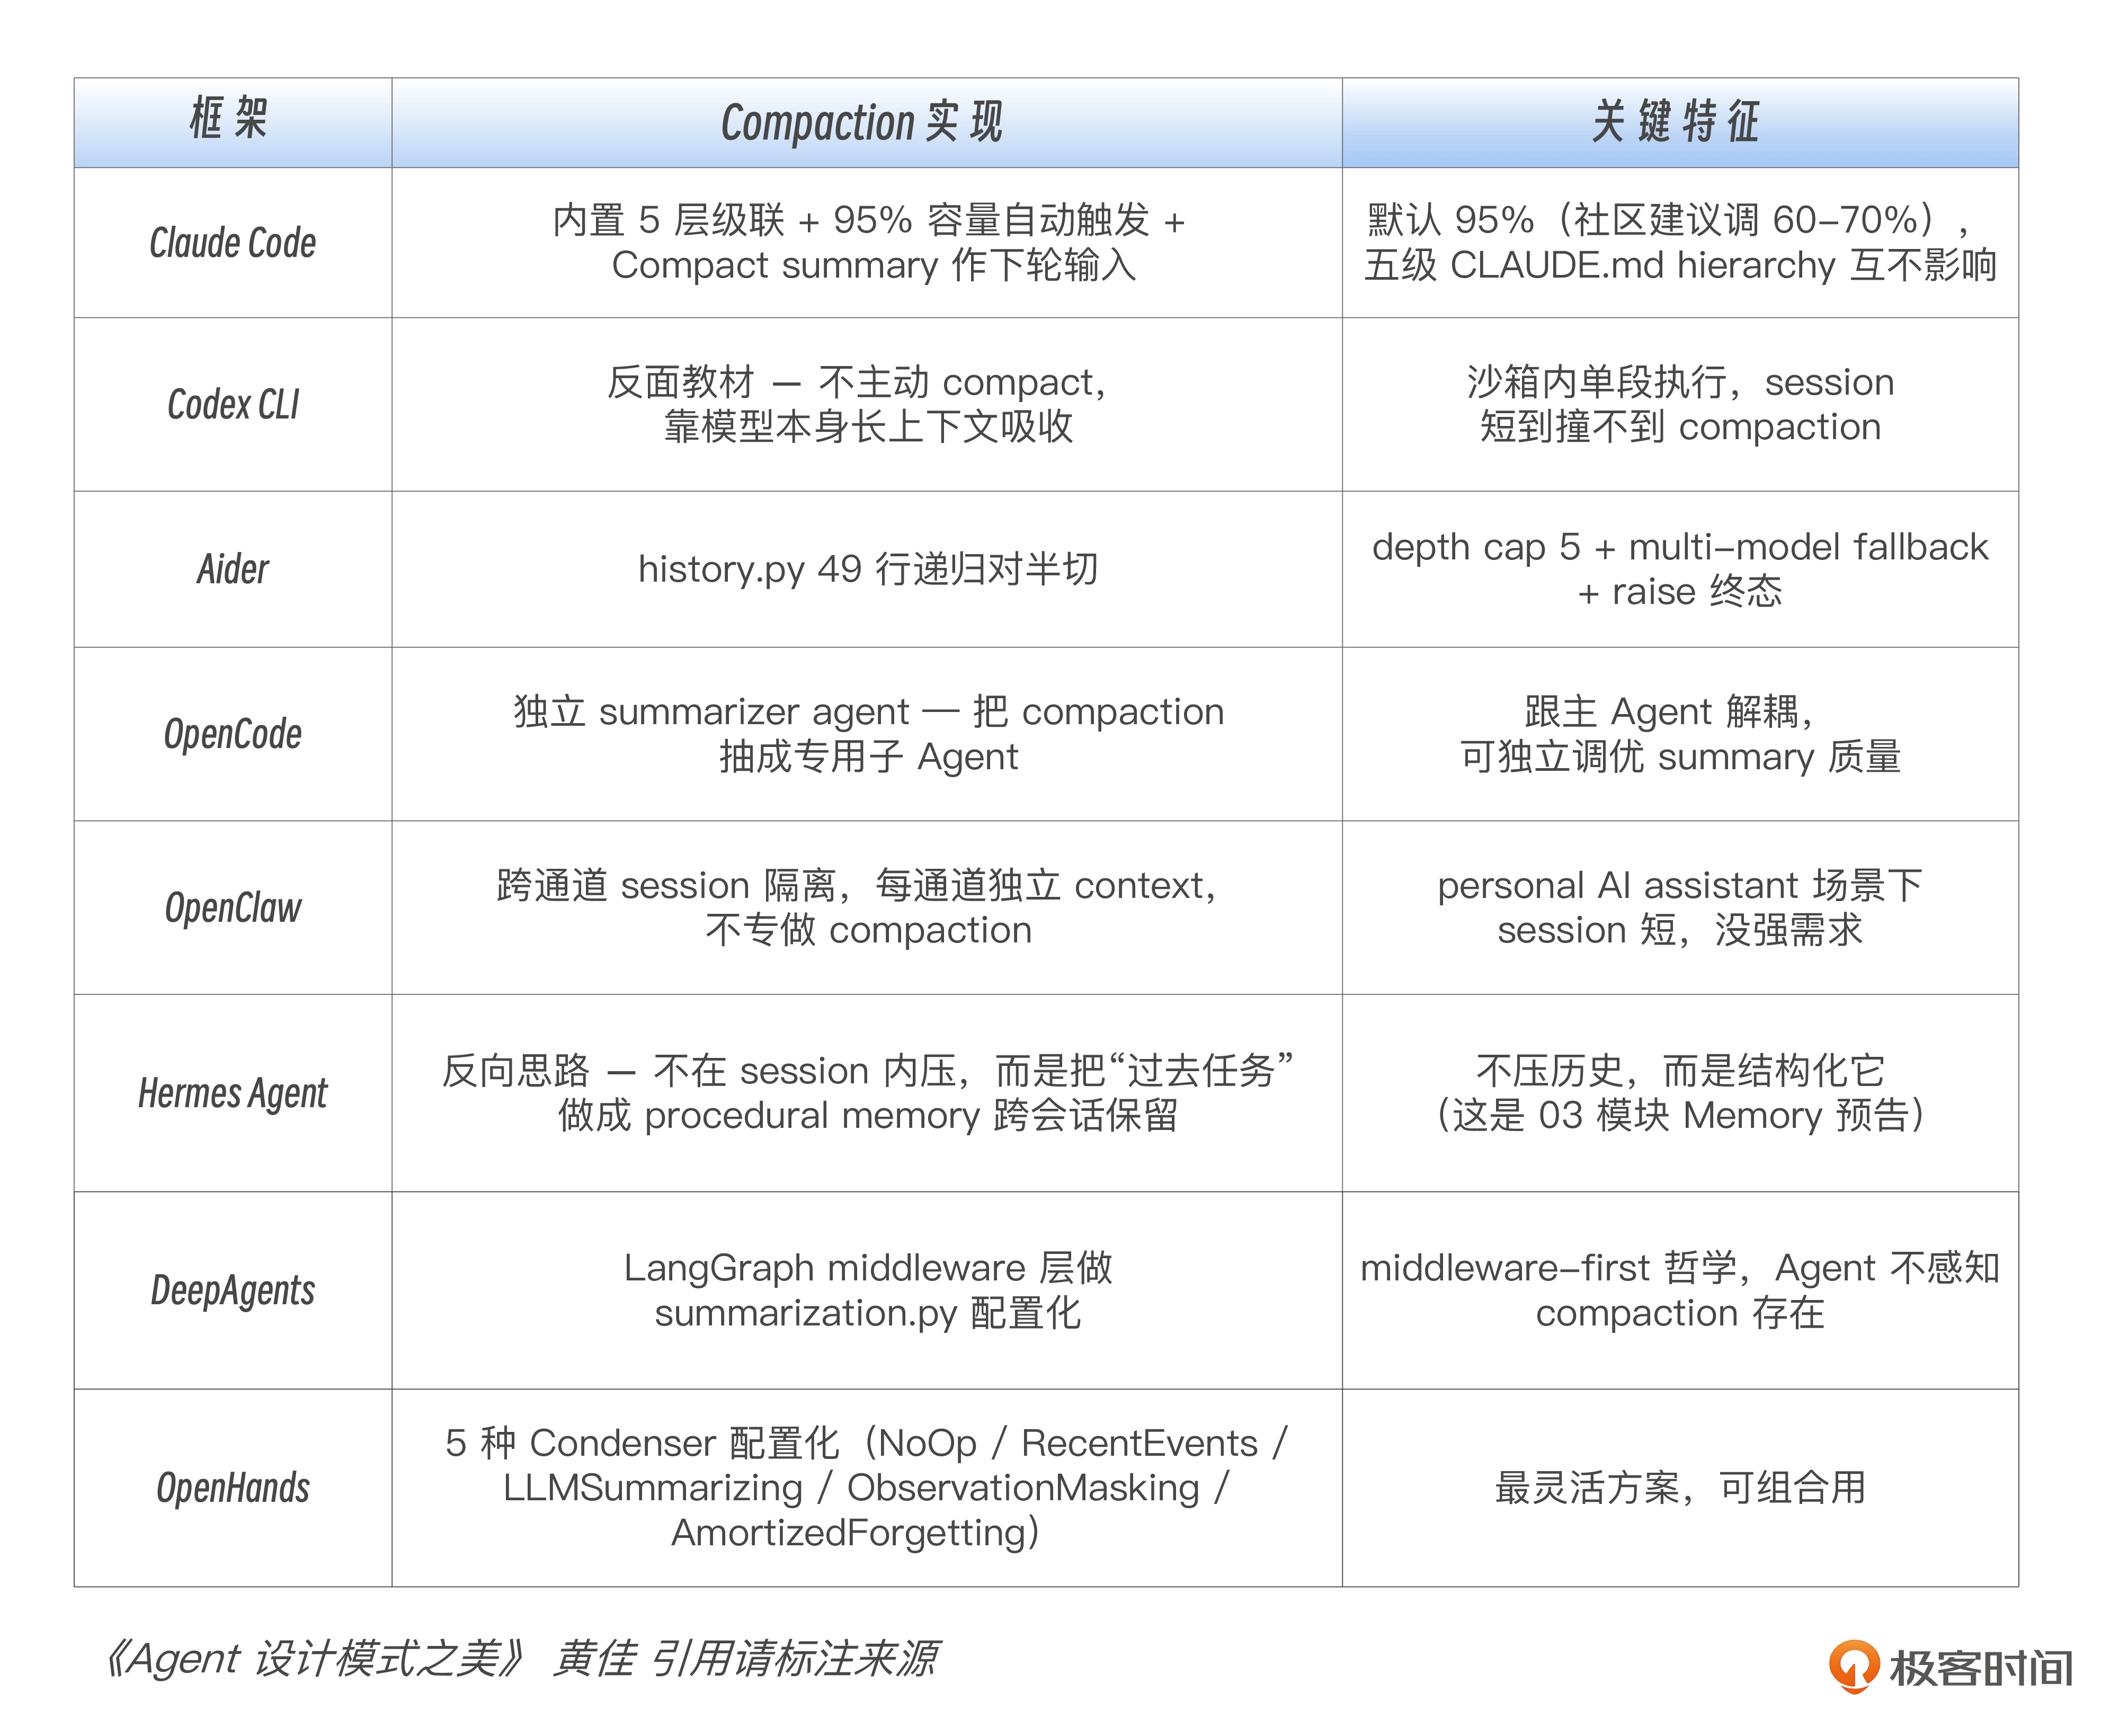 框架
Compaction 实现
关键特征
Claude Code
内置 5 层级联 + 95% 容量自动触发 +
Compact summary 作下轮输入
默认 95%（社区建议调 60-70%），
五级 CLAUDE.md hierarchy 互不影响
Codex CLI
反面教材 — 不主动 compact，
靠模型本身长上下文吸收
沙箱内单段执行，session
短到撞不到 compaction
Aider
history.py 49 行递归对半切
depth cap 5 + multi-model fallback
+ raise 终态
OpenCode
独立 summarizer agent — 把 compaction
抽成专用子 Agent
跟主 Agent 解耦，
可独立调优 summary 质量
OpenClaw
跨通道 session 隔离，每通道独立 context，
不专做 compaction
personal AI assistant 场景下
session 短，没强需求
Hermes Agent
反向思路 — 不在 session 内压，而是把“过去任务”
做成 procedural memory 跨会话保留
不压历史，而是结构化它
（这是 03 模块 Memory 预告）
DeepAgents
LangGraph middleware 层做
summarization.py 配置化
middleware-first 哲学，Agent 不感知
compaction 存在
OpenHands
5 种 Condenser 配置化（NoOp / RecentEvents /
LLMSummarizing / ObservationMasking /
AmortizedForgetting）
最灵活方案，可组合用
《Agent 设计模式之美》 黄佳 引用请标注来源
极客时间